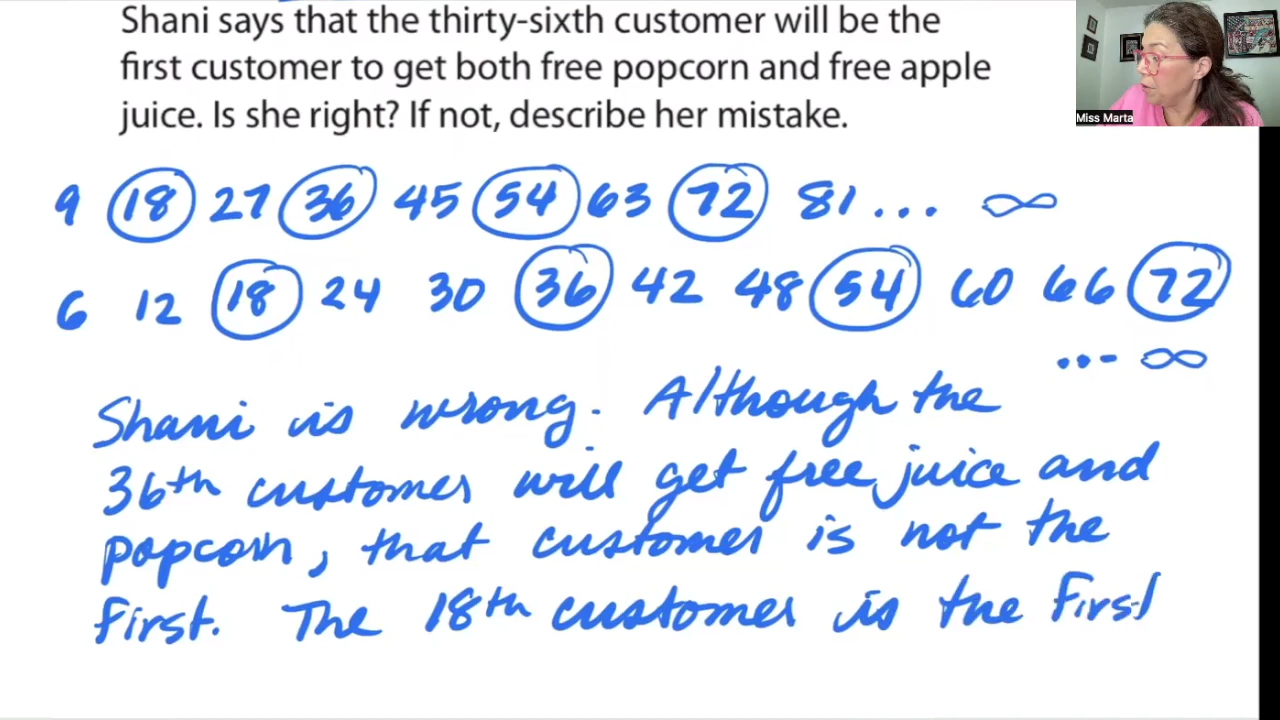 Shani says that the thirty-sixth customer will be the
first customer to get both free popcorn and free apple
juice. Is she right? If not, describe her mistake.
Miss Marta
9 18 27 36 45 54 63 72 81 ... ∞
6 12 18 24 30 36 42 48 54 60 66 72
... ∞
Shani is wrong. Although the
36th customer will get free juice and
popcorn, that customer is not the
first. The 18th customer is the first